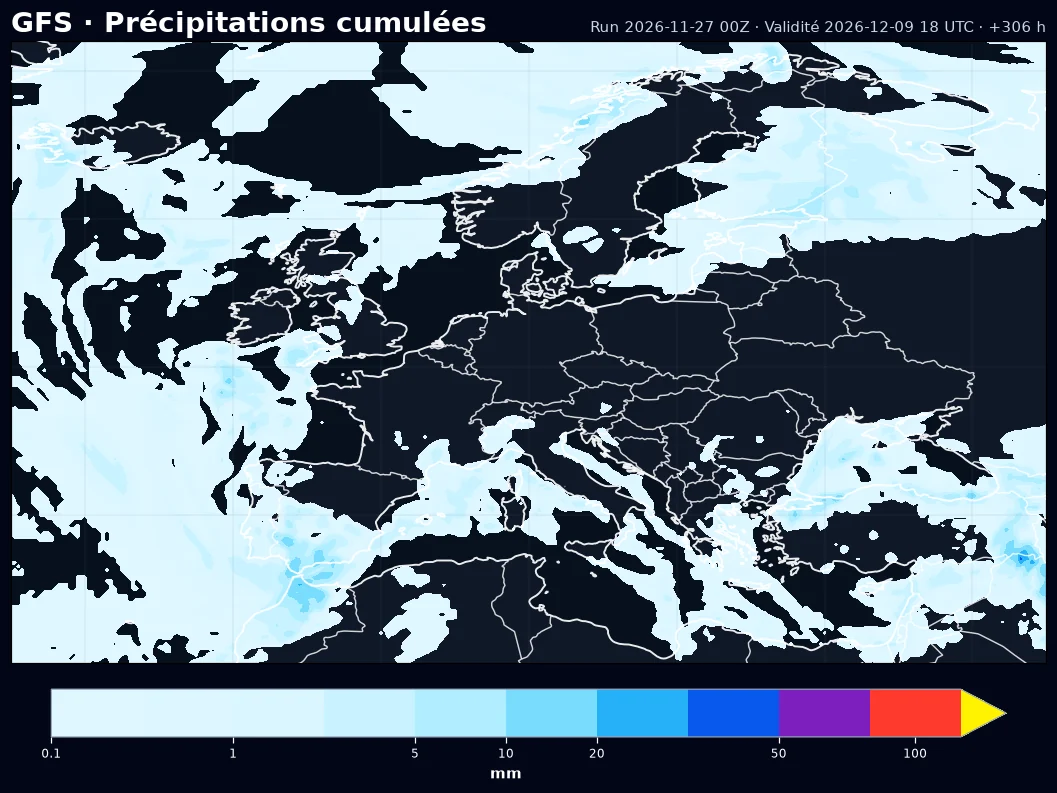 GFS · Précipitations cumulées
Run 2026-11-27 00Z · Validité 2026-12-09 18 UTC · +306 h
0.1 1 5 10 20 50 100
mm